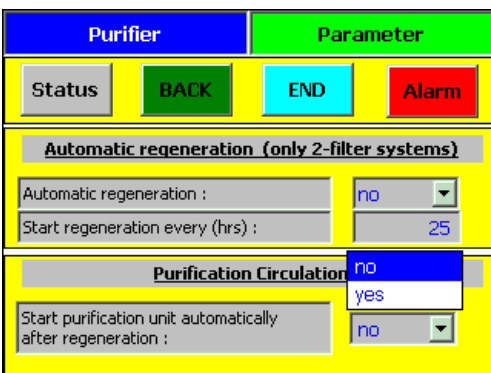 Purifier Parameter
Status BACK END Alarm
Automatic regeneration (only 2-filter systems)
Automatic regeneration : no
Start regeneration every (hrs) : 25
Purification Circulation
no
yes
Start purification unit automatically
after regeneration : no